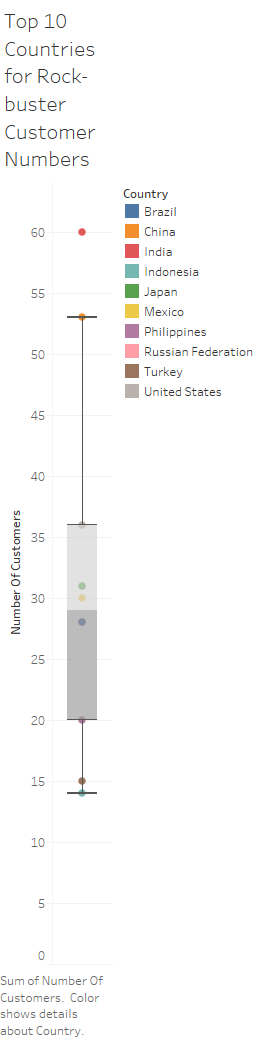 Top 10
Countries
for Rock-
buster
Customer
Numbers
Country
Brazil
China
India
Indonesia
Japan
Mexico
Philippines
Russian Federation
Turkey
United States
Number Of Customers
60
55
50
45
40
35
30
25
20
15
10
5
0
Sum of Number Of
Customers. Color
shows details
about Country.